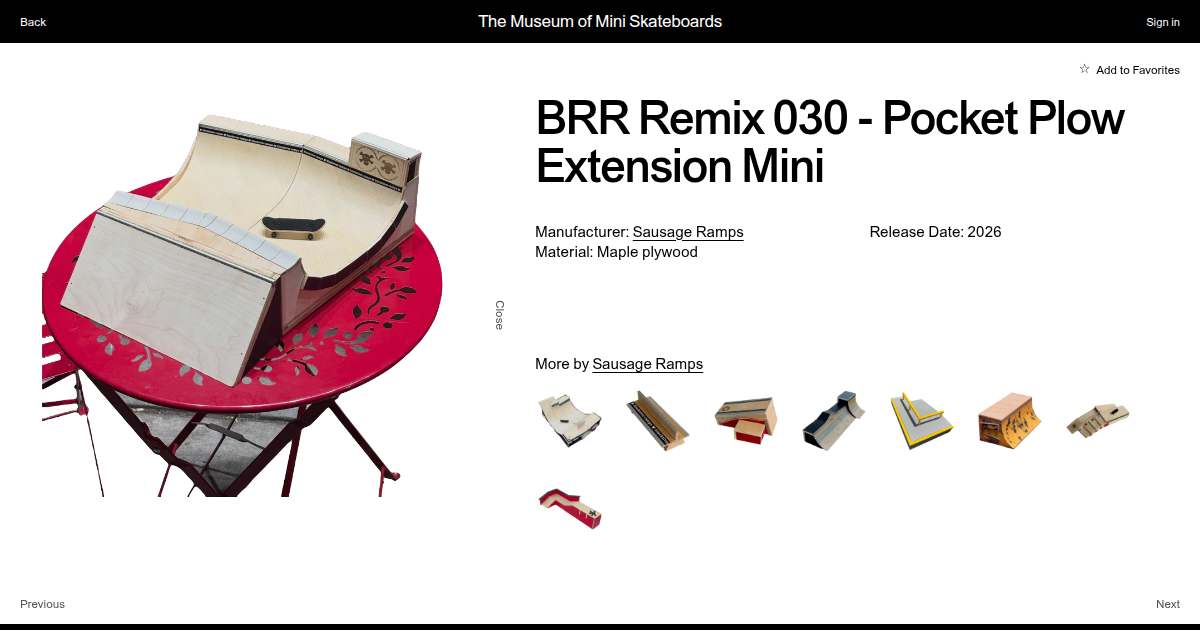 Back
The Museum of Mini Skateboards
Sign in
☆ Add to Favorites
BRR Remix 030 - Pocket Plow
Extension Mini
Manufacturer: Sausage Ramps
Release Date: 2026
Material: Maple plywood
Close
More by Sausage Ramps
Previous
Next